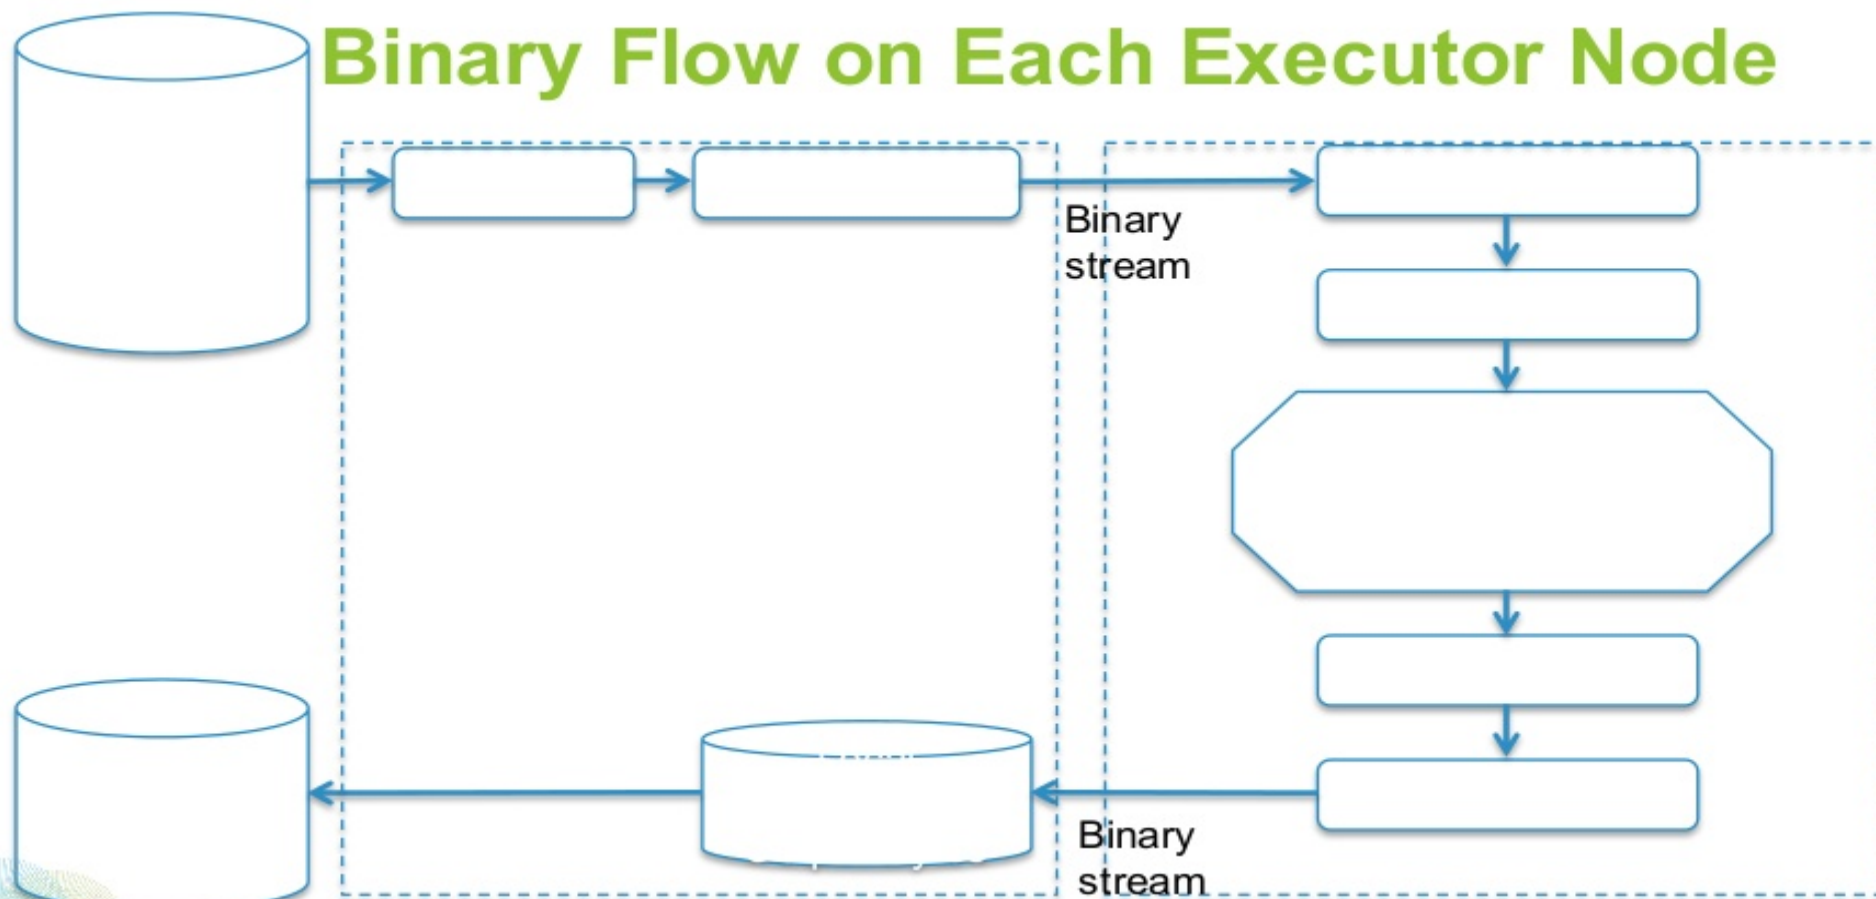 Binary Flow on Each Executor Node
Binary
stream
Binary
stream